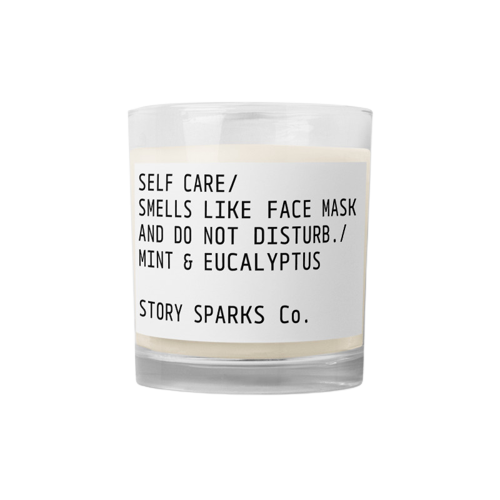 SELF CARE/
SMELLS LIKE FACE MASK
AND DO NOT DISTURB./
MINT & EUCALYPTUS
STORY SPARKS Co.